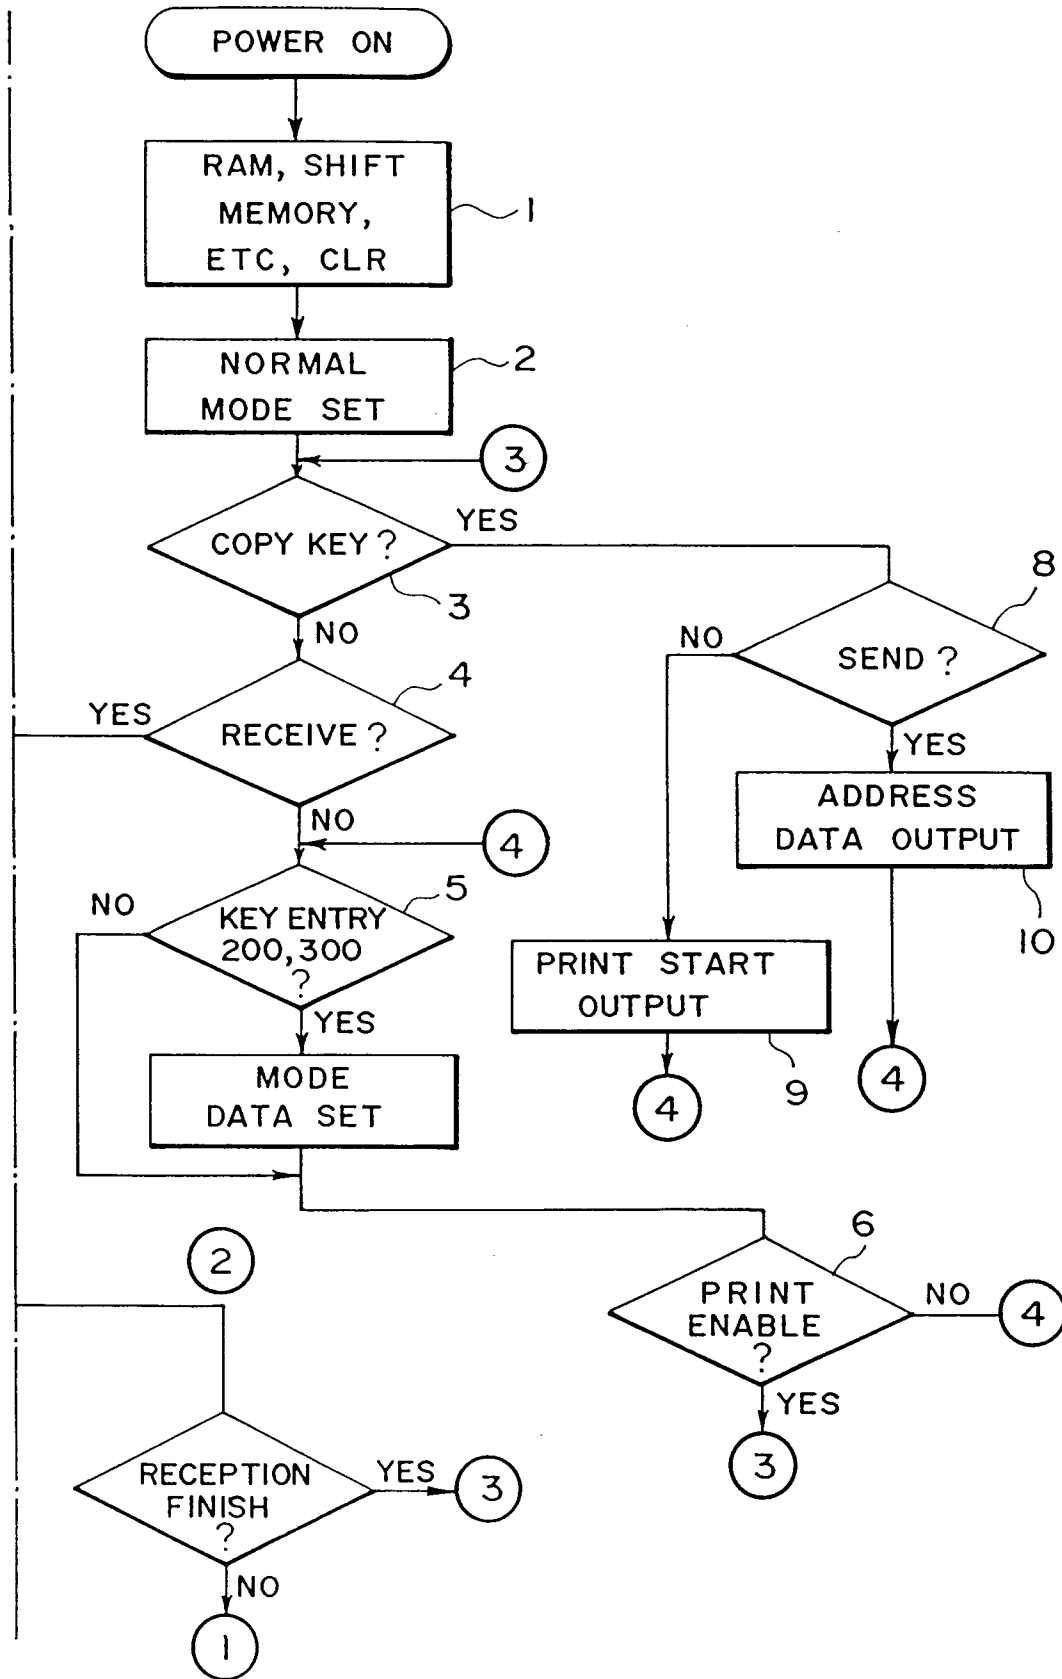 POWER ON
RAM, SHIFT
MEMORY,
ETC, CLR
1
NORMAL
MODE SET
2
3
COPY KEY ?
YES
3
NO
8
SEND ?
NO
YES
4
RECEIVE ?
YES
NO
ADDRESS
DATA OUTPUT
10
4
4
5
KEY ENTRY
200,300
?
NO
YES
PRINT START
OUTPUT
9
4
MODE
DATA SET
2
6
PRINT
ENABLE
?
NO
4
YES
3
RECEPTION
FINISH
?
YES
3
NO
1